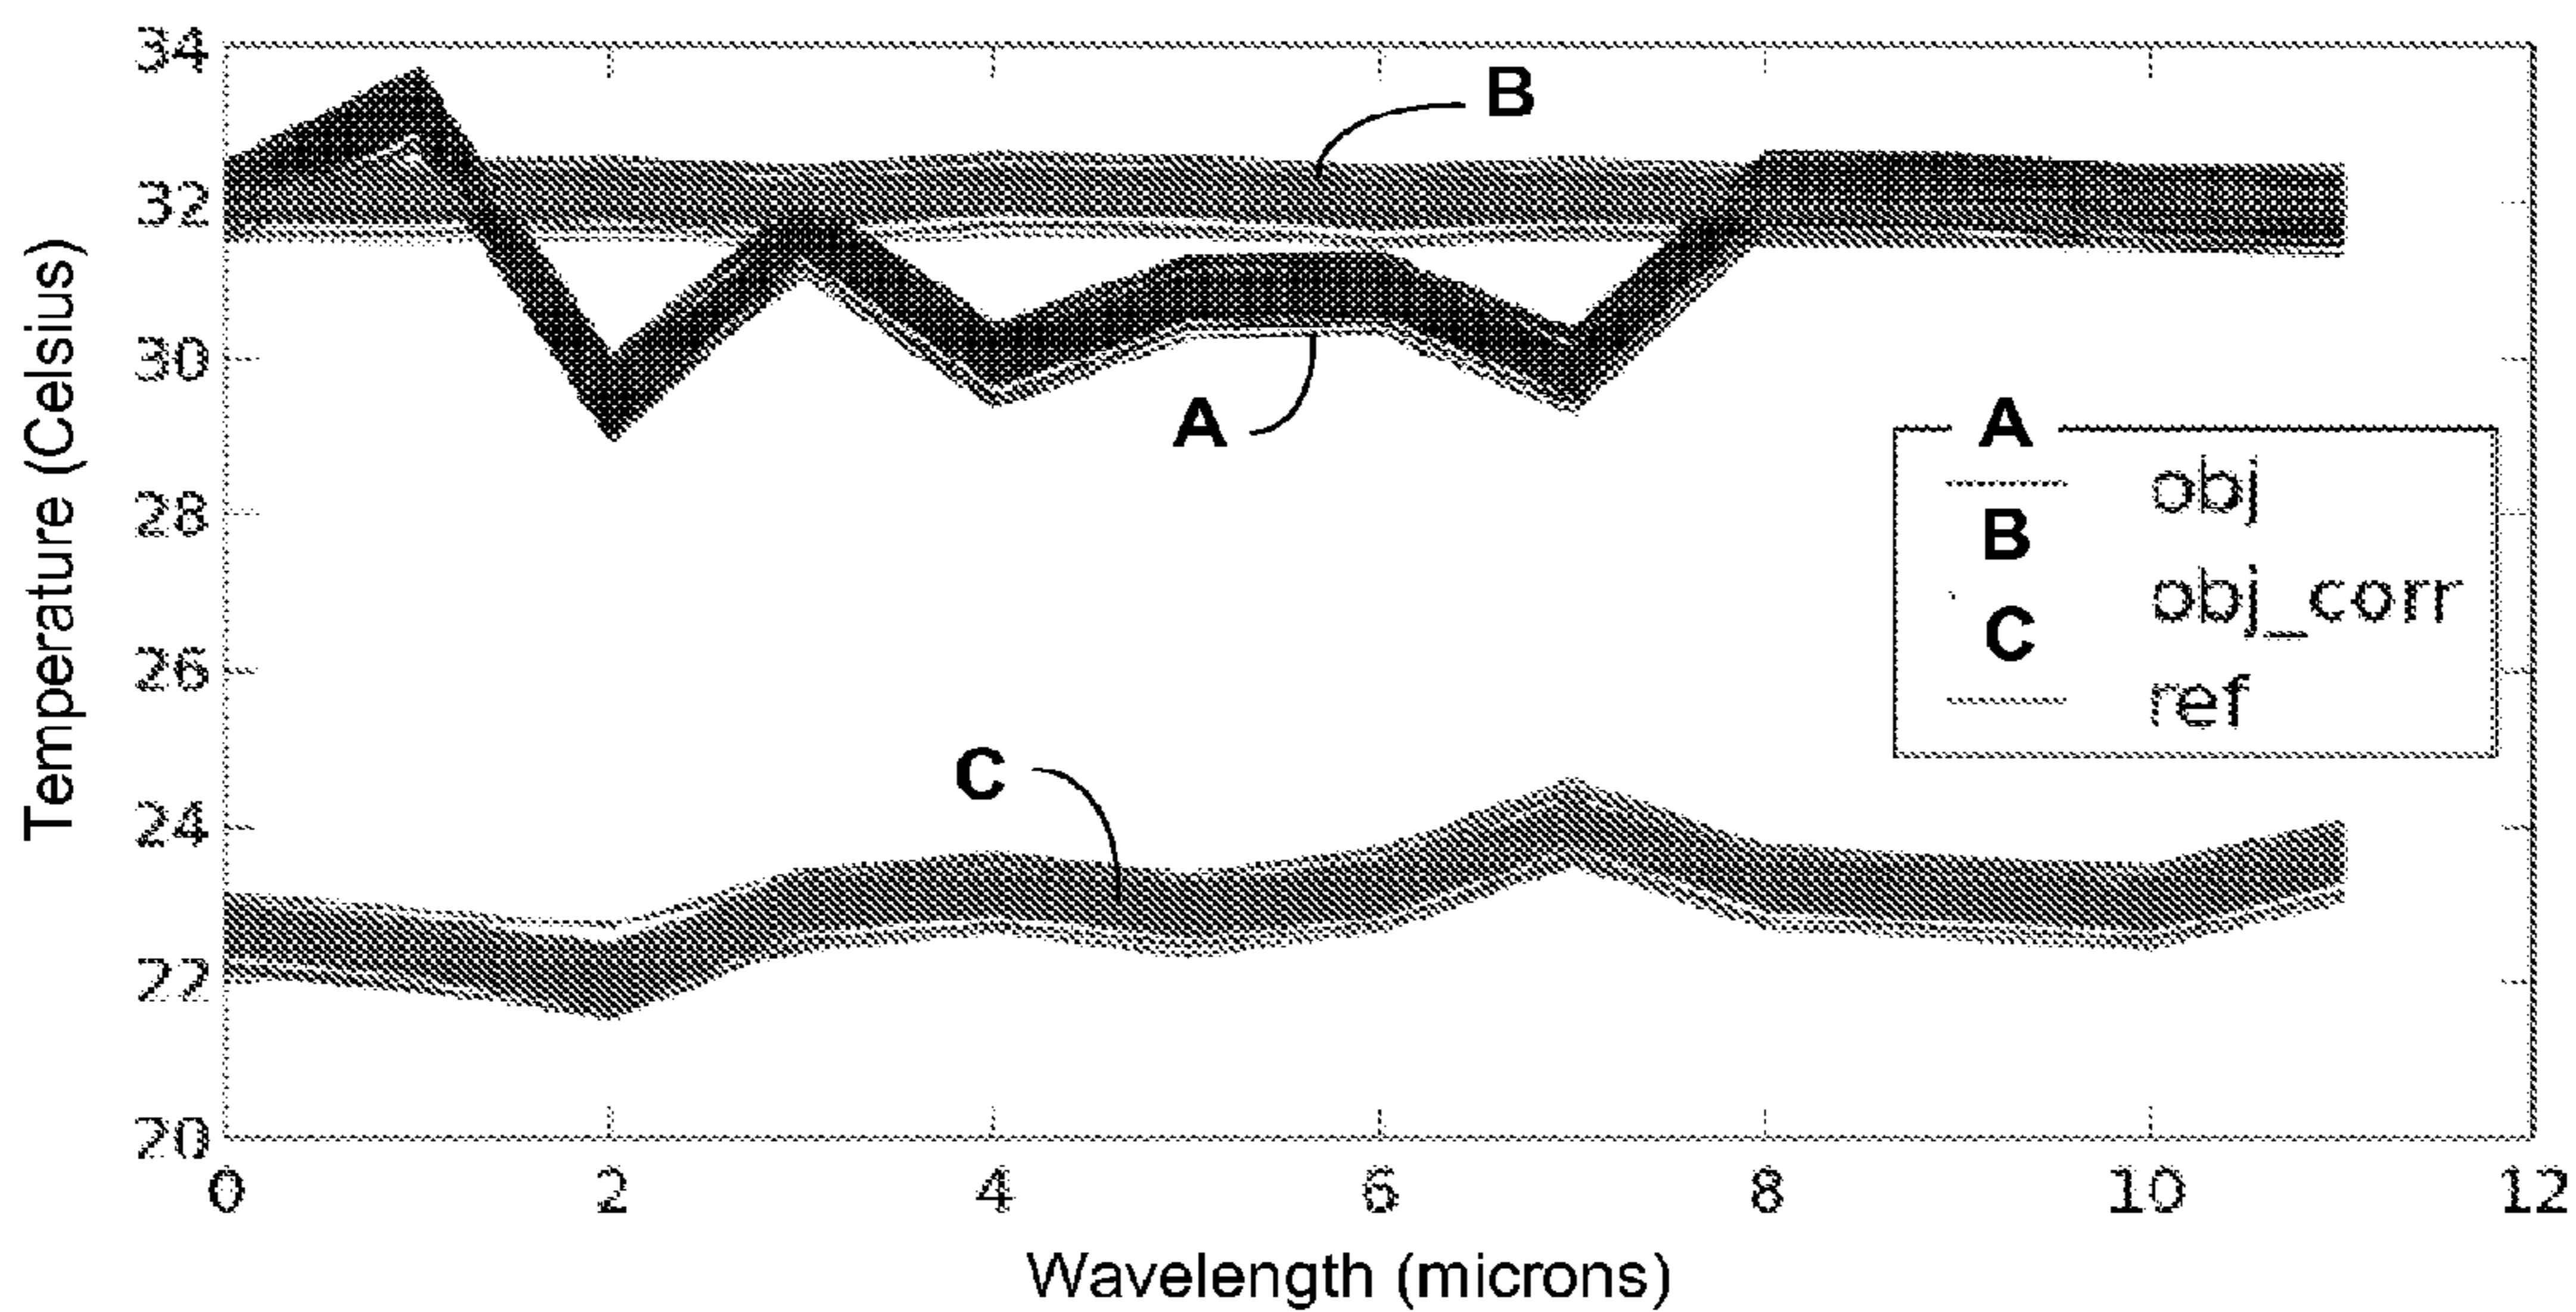 Temperature (Celsius)
34
32
30
28
26
24
22
20
B
A
C
A
obj
B
obj_corr
C
ref
0 2 4 6 8 10 12
Wavelength (microns)